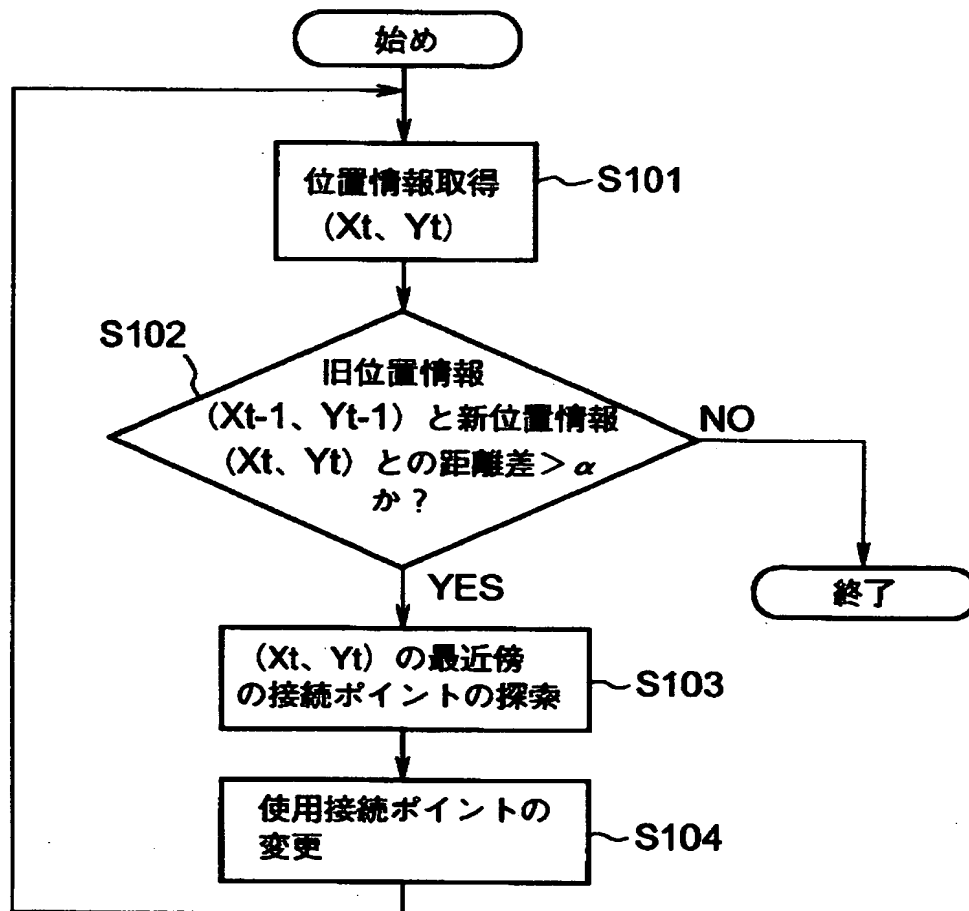 始め
位置情報取得
（Xt、Yt）
S101
S102
旧位置情報
（Xt-1、Yt-1）と新位置情報
（Xt、Yt）との距離差＞α
か？
NO
YES
終了
（Xt、Yt）の最近傍
の接続ポイントの探索
S103
使用接続ポイントの
変更
S104